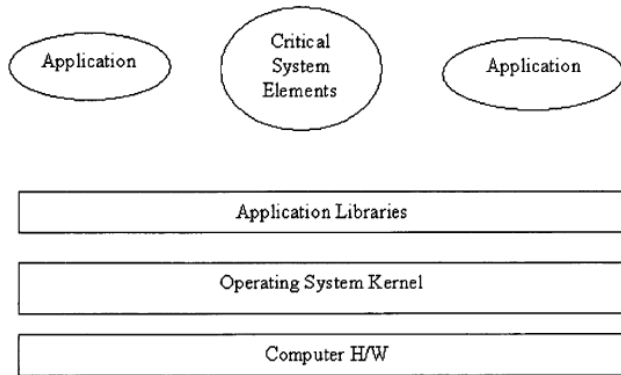 Application
Critical
System
Elements
Application
Application Libraries
Operating System Kernel
Computer H/W